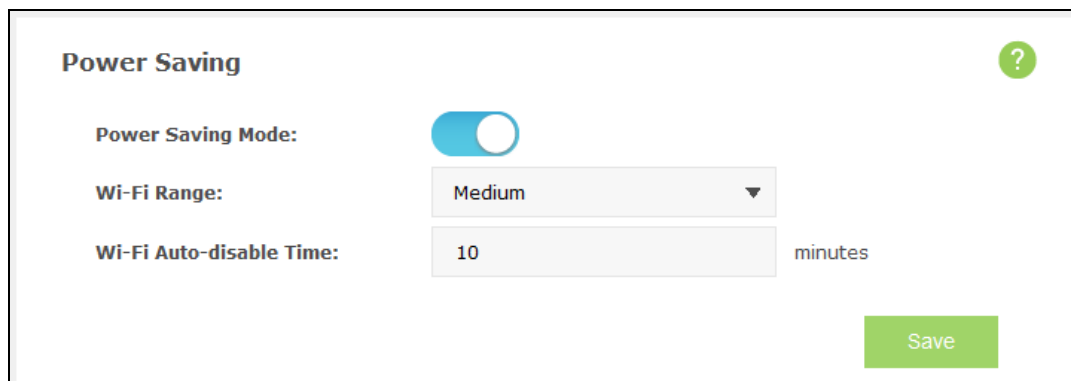 Power Saving
?
Power Saving Mode:
Wi-Fi Range: Medium
Wi-Fi Auto-disable Time: 10 minutes
Save